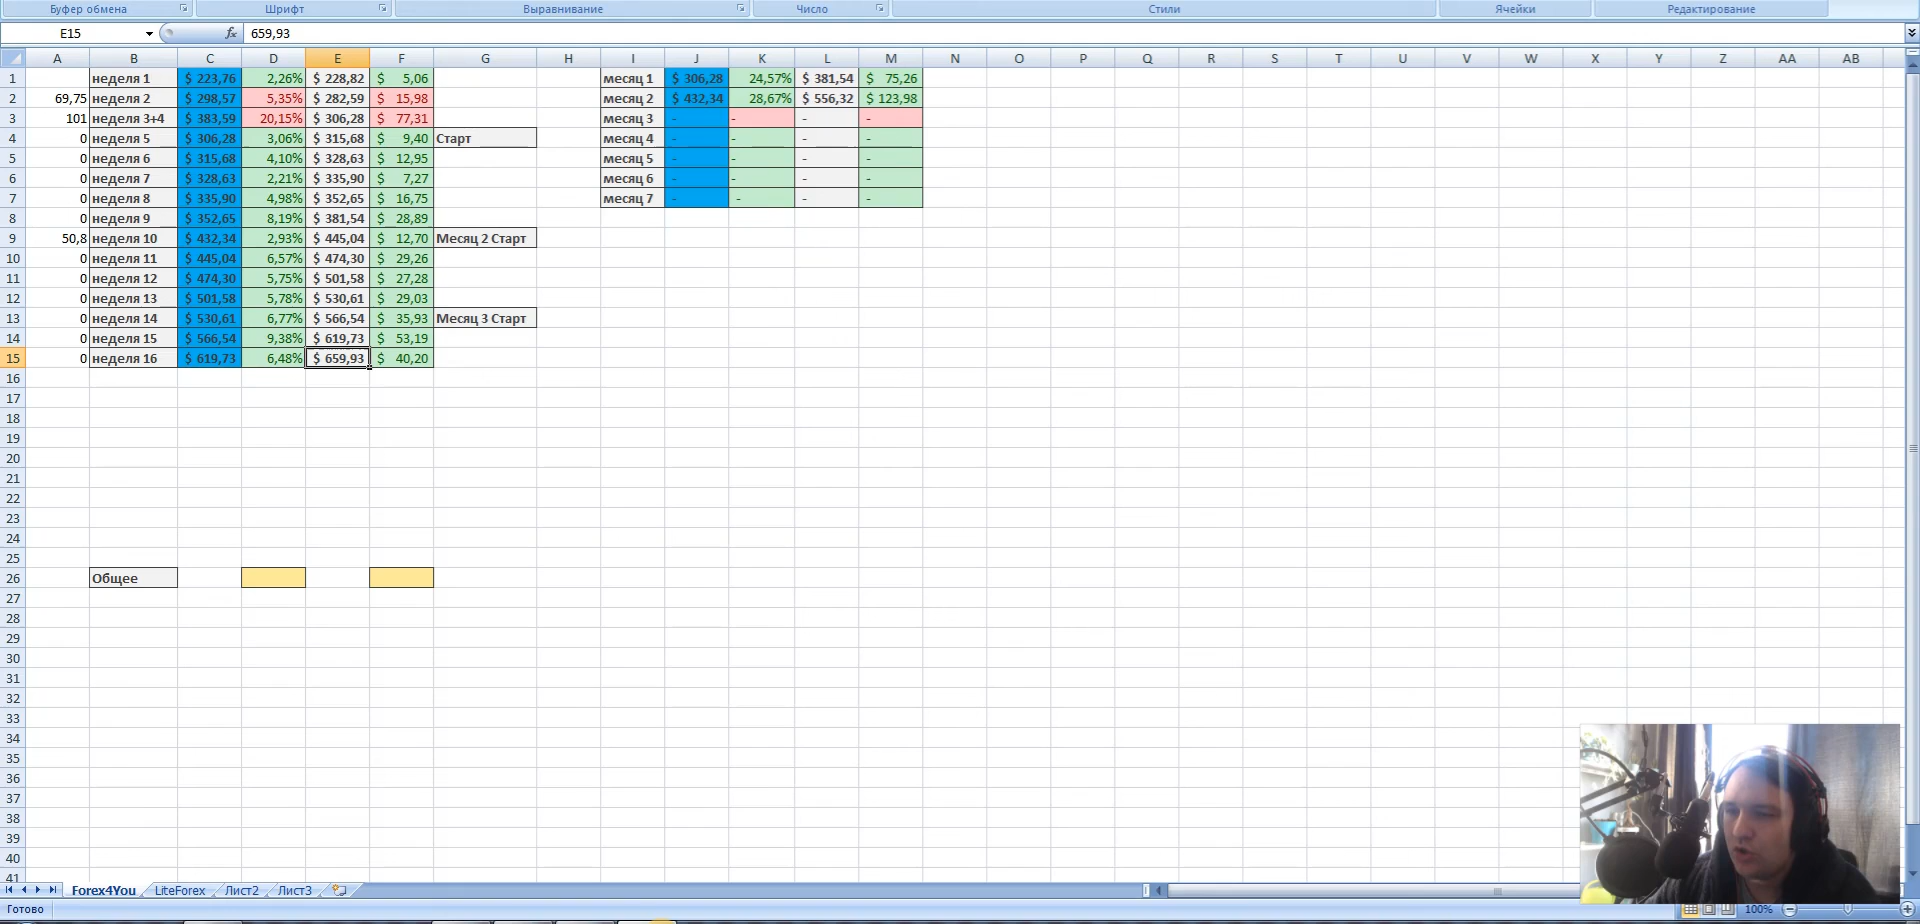 Буфер обмена Шрифт Выравнивание Число Стили Ячейки Редактирование
E15 fx 659,93
A B C D E F G H I J K L M N O P Q R S T U V W X Y Z AA AB
1 неделя 1 $ 223,76 2,26% $ 228,82 $ 5,06 месяц 1 $ 306,28 24,57% $ 381,54 $ 75,26
2 69,75 неделя 2 $ 298,57 5,35% $ 282,59 $ 15,98 месяц 2 $ 432,34 28,67% $ 556,32 $ 123,98
3 101 неделя 3+4 $ 383,59 20,15% $ 306,28 $ 77,31 месяц 3 - - - -
4 0 неделя 5 $ 306,28 3,06% $ 315,68 $ 9,40 Старт месяц 4 - - - -
5 0 неделя 6 $ 315,68 4,10% $ 328,63 $ 12,95 месяц 5 - - - -
6 0 неделя 7 $ 328,63 2,21% $ 335,90 $ 7,27 месяц 6 - - - -
7 0 неделя 8 $ 335,90 4,98% $ 352,65 $ 16,75 месяц 7 - - - -
8 0 неделя 9 $ 352,65 8,19% $ 381,54 $ 28,89
9 50,8 неделя 10 $ 432,34 2,93% $ 445,04 $ 12,70 Месяц 2 Старт
10 0 неделя 11 $ 445,04 6,57% $ 474,30 $ 29,26
11 0 неделя 12 $ 474,30 5,75% $ 501,58 $ 27,28
12 0 неделя 13 $ 501,58 5,78% $ 530,61 $ 29,03
13 0 неделя 14 $ 530,61 6,77% $ 566,54 $ 35,93 Месяц 3 Старт
14 0 неделя 15 $ 566,54 9,38% $ 619,73 $ 53,19
15 0 неделя 16 $ 619,73 6,48% $ 659,93 $ 40,20
16
17
18
19
20
21
22
23
24
25
26 Общее
27
28
29
30
31
32
33
34
35
36
37
38
39
40
41
Forex4You LiteForex Лист2 Лист3
Готово 100%